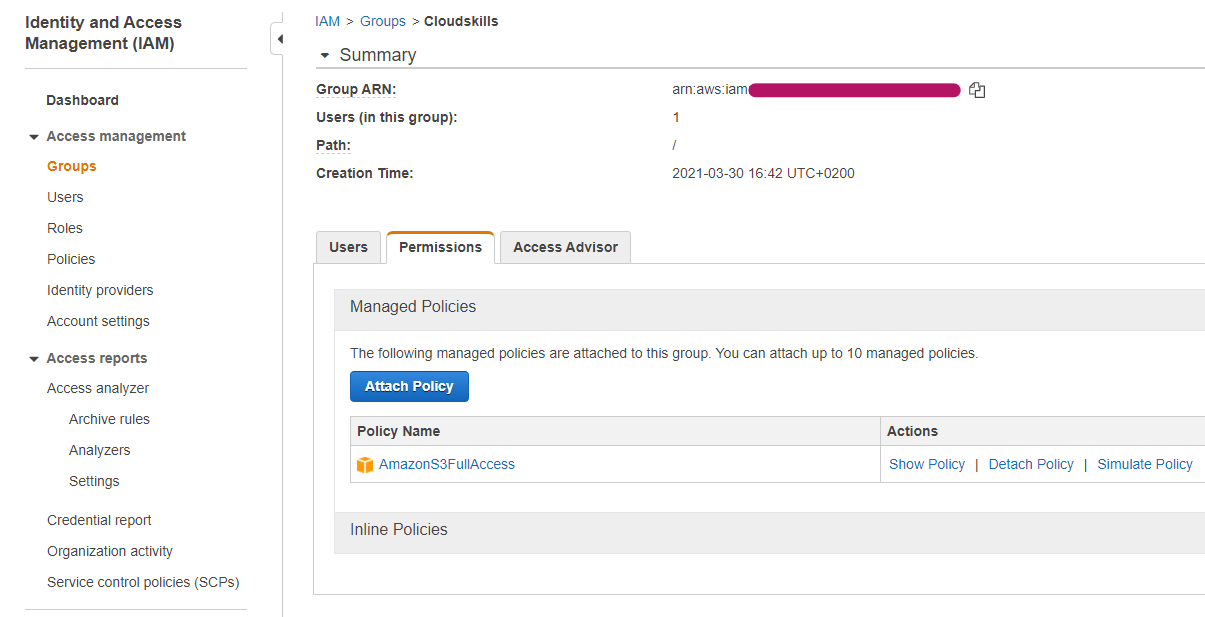 Identity and Access
Management (IAM)
Dashboard
Access management
Groups
Users
Roles
Policies
Identity providers
Account settings
Access reports
Access analyzer
Archive rules
Analyzers
Settings
Credential report
Organization activity
Service control policies (SCPs)
IAM > Groups > Cloudskills
Summary
Group ARN: arn:aws:iam
Users (in this group): 1
Path: /
Creation Time: 2021-03-30 16:42 UTC+0200
Users Permissions Access Advisor
Managed Policies
The following managed policies are attached to this group. You can attach up to 10 managed policies.
Attach Policy
Policy Name Actions
AmazonS3FullAccess Show Policy | Detach Policy | Simulate Policy
Inline Policies